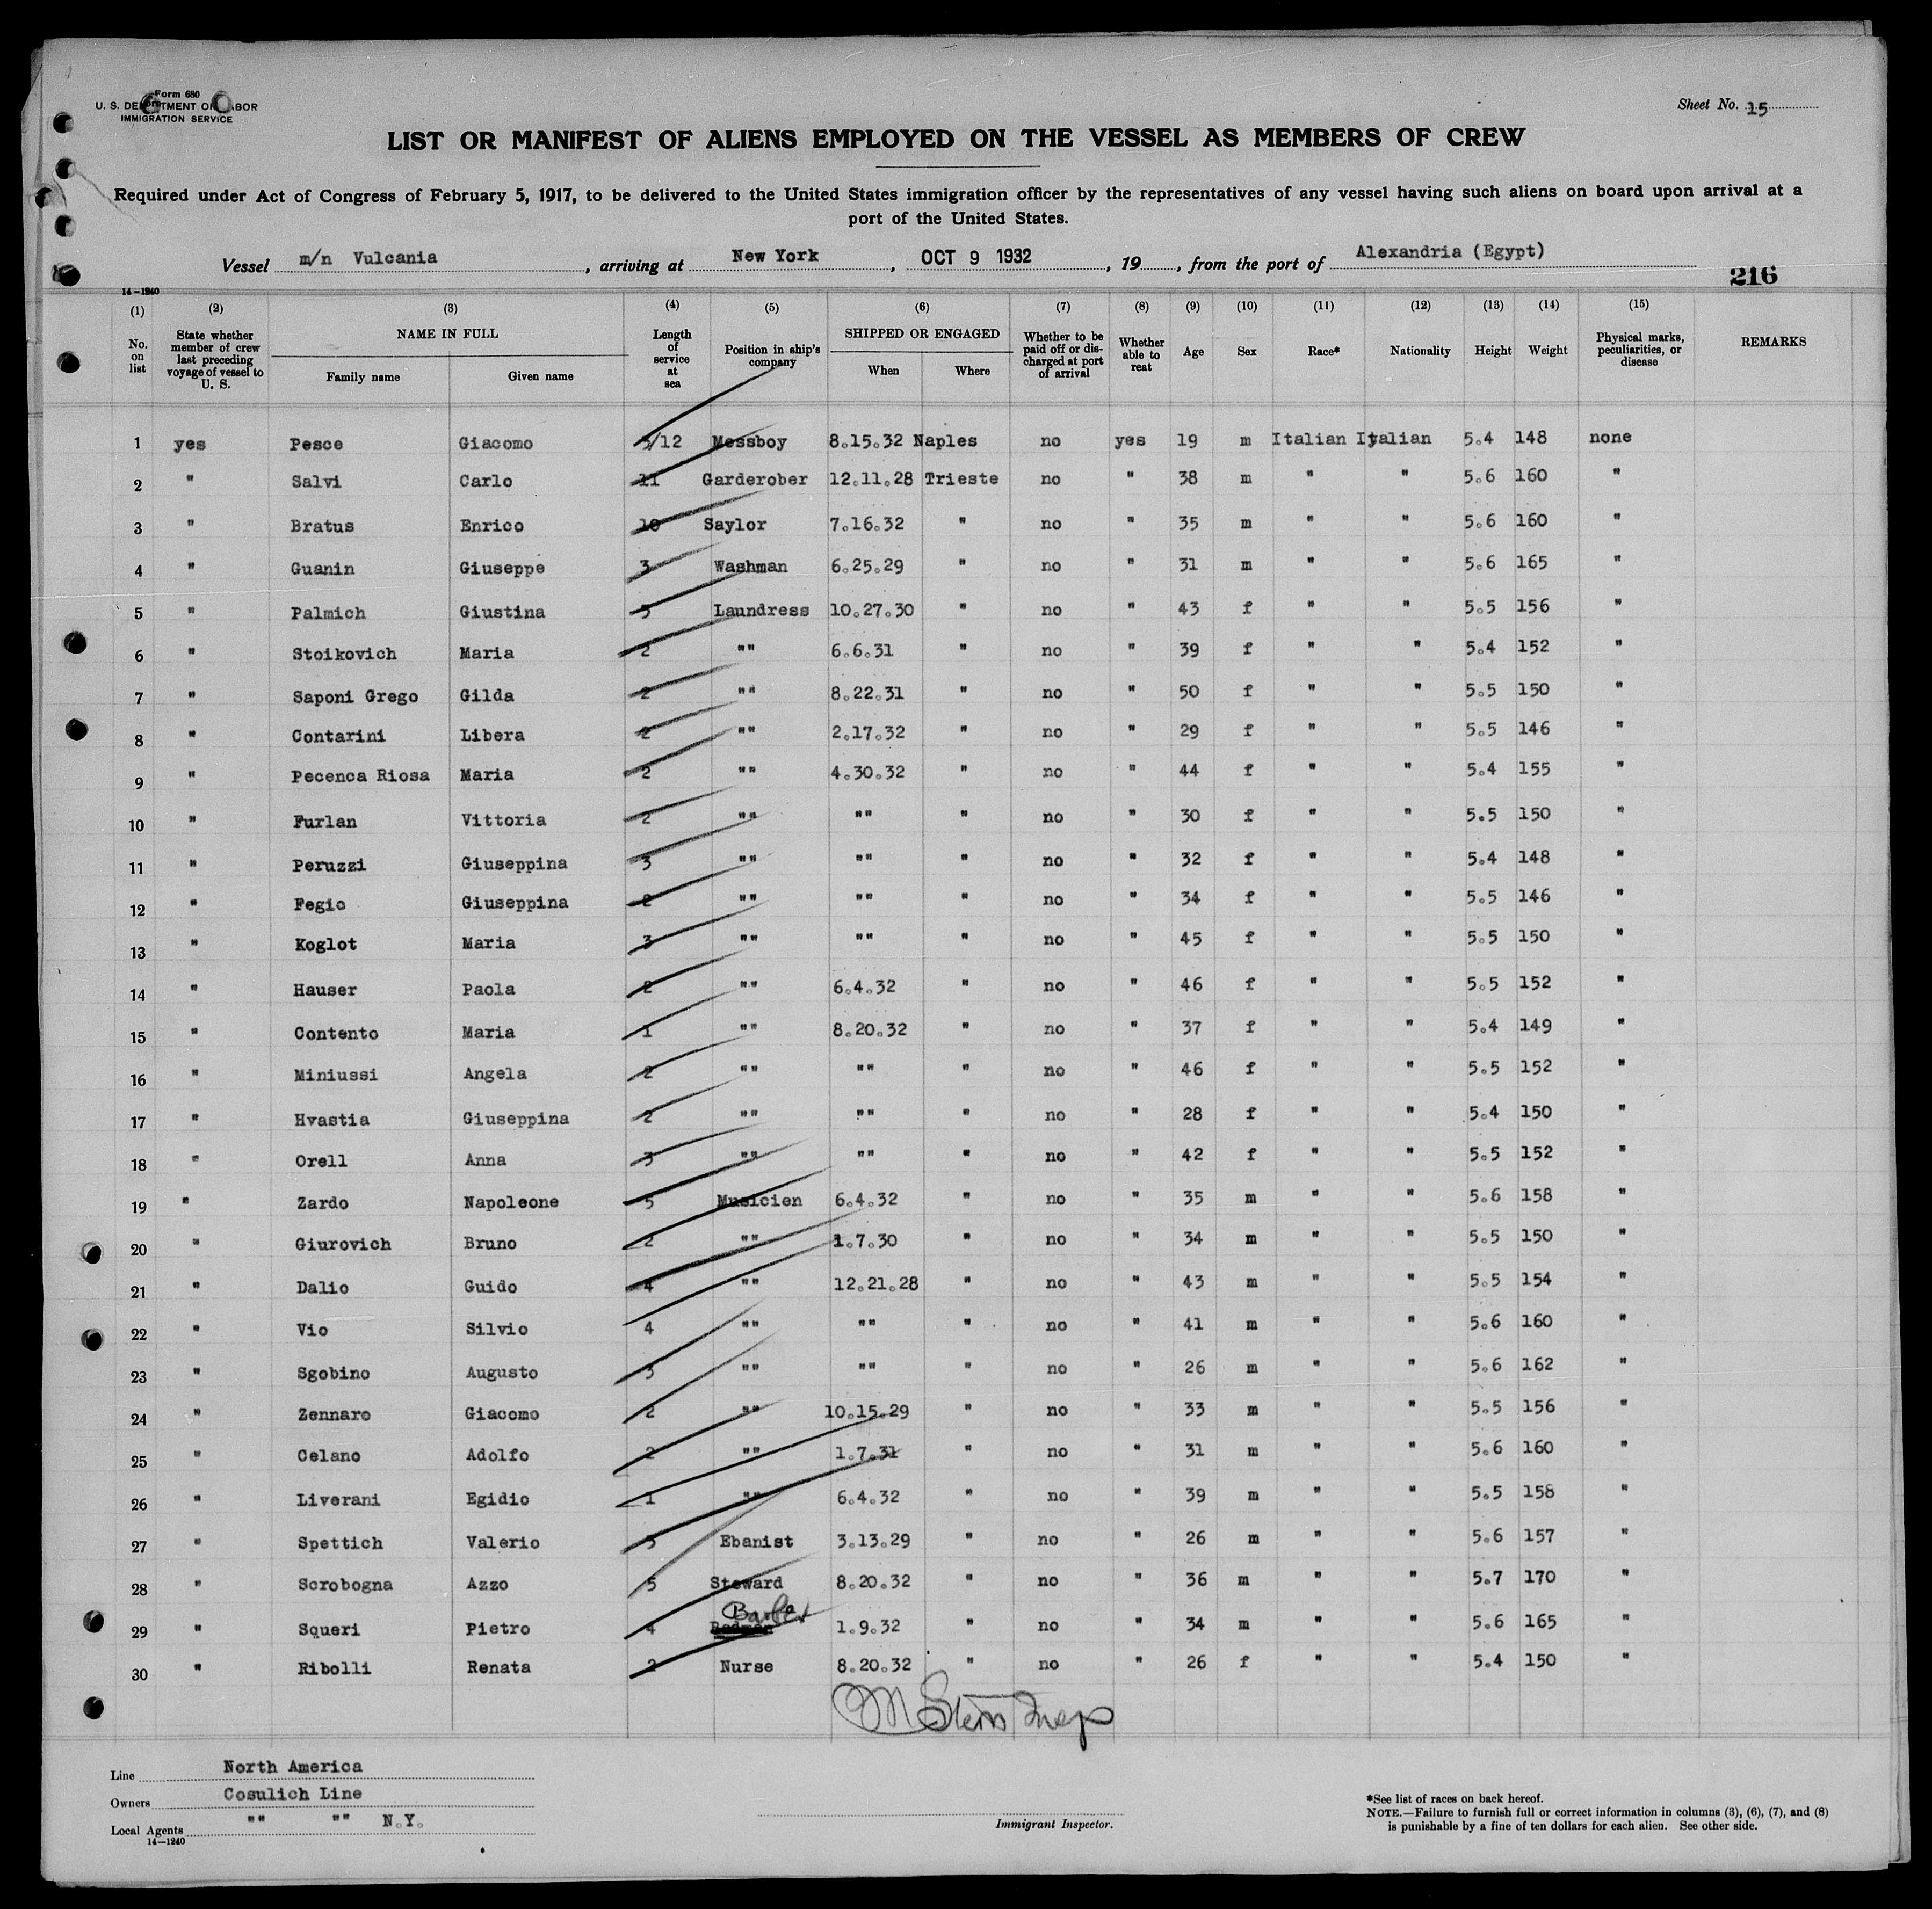 Form 680
U. S. DEPARTMENT OF LABOR
IMMIGRATION SERVICE
Sheet No. 15
LIST OR MANIFEST OF ALIENS EMPLOYED ON THE VESSEL AS MEMBERS OF CREW
Required under Act of Congress of February 5, 1917, to be delivered to the United States immigration officer by the representatives of any vessel having such aliens on board upon arrival at a
port of the United States.
Vessel m/n Vulcania, arriving at New York, OCT 9 1932, 19, from the port of Alexandria (Egypt)
216
14-1240
(1) (2) (3) (4) (5) (6) (7) (8) (9) (10) (11) (12) (13) (14) (15)
No. on list State whether member of crew last preceding voyage of vessel to U. S. NAME IN FULL Family name Given name Length of service at sea Position in ship's company SHIPPED OR ENGAGED When Where Whether to be paid off or discharged at port of arrival Whether able to reat Age Sex Race* Nationality Height Weight Physical marks, peculiarities, or disease REMARKS
1 yes Pesce Giacomo 3/12 Messboy 8.15.32 Naples no yes 19 m Italian Italian 5.4 148 none
2 " Salvi Carlo 11 Garderober 12.11.28 Trieste no " 38 m " " 5.6 160 "
3 " Bratus Enrico 10 Saylor 7.16.32 " no " 35 m " " 5.6 160 "
4 " Guanin Giuseppe 3 Washman 6.25.29 " no " 31 m " " 5.6 165 "
5 " Palmich Giustina 3 Laundress 10.27.30 " no " 43 f " " 5.5 156 "
6 " Stoikovich Maria 2 "" 6.6.31 " no " 39 f " " 5.4 152 "
7 " Saponi Grego Gilda 2 "" 8.22.31 " no " 50 f " " 5.5 150 "
8 " Contarini Libera 2 "" 2.17.32 " no " 29 f " " 5.5 146 "
9 " Pecenca Riosa Maria 2 "" 4.30.32 " no " 44 f " " 5.4 155 "
10 " Furlan Vittoria 2 "" "" " no " 30 f " " 5.5 150 "
11 " Peruzzi Giuseppina 3 "" "" " no " 32 f " " 5.4 148 "
12 " Fegic Giuseppina 2 "" "" " no " 34 f " " 5.5 146 "
13 " Koglot Maria 3 "" "" " no " 45 f " " 5.5 150 "
14 " Hauser Paola 2 "" 6.4.32 " no " 46 f " " 5.5 152 "
15 " Contento Maria 1 "" 8.20.32 " no " 37 f " " 5.4 149 "
16 " Miniussi Angela 2 "" "" " no " 46 f " " 5.5 152 "
17 " Hvastia Giuseppina 2 "" "" " no " 28 f " " 5.4 150 "
18 " Orell Anna 3 "" "" " no " 42 f " " 5.5 152 "
19 " Zardo Napoleone 5 Musicien 6.4.32 " no " 35 m " " 5.6 158 "
20 " Giurovich Bruno 2 "" 1.7.30 " no " 34 m " " 5.5 150 "
21 " Dalio Guido 4 "" 12.21.28 " no " 43 m " " 5.5 154 "
22 " Vio Silvio 4 "" "" " no " 41 m " " 5.6 160 "
23 " Sgobino Augusto 3 "" "" " no " 26 m " " 5.6 162 "
24 " Zennaro Giacomo 2 "" 10.15.29 " no " 33 m " " 5.5 156 "
25 " Celano Adolfo 2 "" 1.7.31 " no " 31 m " " 5.6 160 "
26 " Liverani Egidio 1 "" 6.4.32 " no " 39 m " " 5.5 158 "
27 " Spettich Valerio 3 Ebanist 3.13.29 " no " 26 m " " 5.6 157 "
28 " Scrobogna Azzo 5 Steward 8.20.32 " no " 36 m " " 5.7 170 "
29 " Squeri Pietro 4 Barber 1.9.32 " no " 34 m " " 5.6 165 "
30 " Ribolli Renata 2 Nurse 8.20.32 " no " 26 f " " 5.4 150 "
Line North America
Owners Cosulich Line
Local Agents "" "" N.Y.
14-1240
Immigrant Inspector.
*See list of races on back hereof.
NOTE.—Failure to furnish full or correct information in columns (3), (6), (7), and (8)
is punishable by a fine of ten dollars for each alien. See other side.